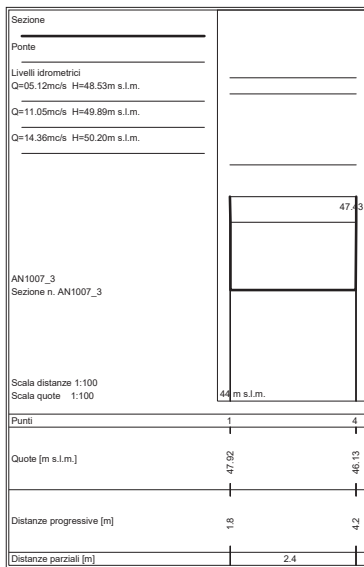 Sezione
Ponte
Livelli idrometrici
Q=05.12mc/s H=48.53m s.l.m.
Q=11.05mc/s H=49.89m s.l.m.
Q=14.36mc/s H=50.20m s.l.m.
47.43
AN1007_3
Sezione n. AN1007_3
Scala distanze 1:100
Scala quote 1:100
44 m s.l.m.
Punti 1 4
Quote [m s.l.m.] 47.92 46.13
Distanze progressive [m] 1.8 4.2
Distanze parziali [m] 2.4